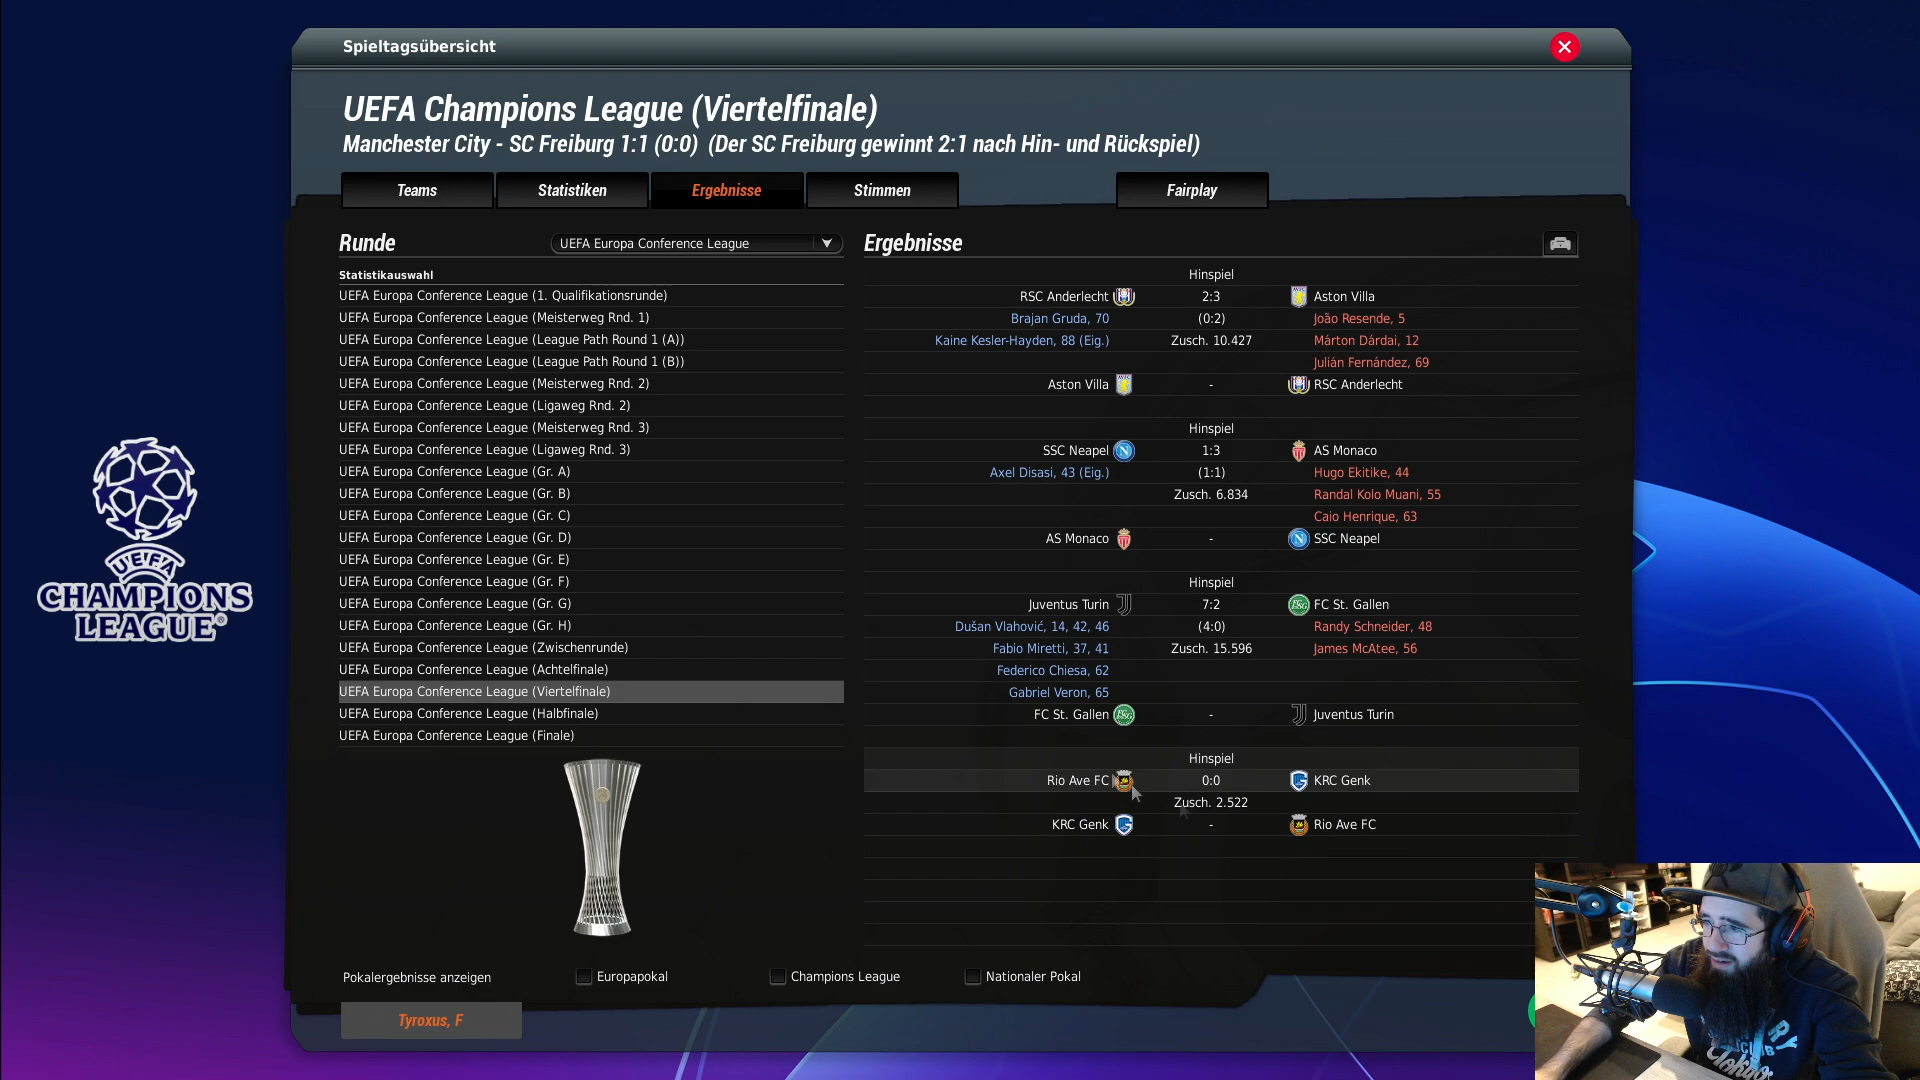 Spieltagsübersicht
UEFA Champions League (Viertelfinale)
Manchester City - SC Freiburg 1:1 (0:0) (Der SC Freiburg gewinnt 2:1 nach Hin- und Rückspiel)
Teams
Statistiken
Ergebnisse
Stimmen
Fairplay
Runde
UEFA Europa Conference League
Statistikauswahl
UEFA Europa Conference League (1. Qualifikationsrunde)
UEFA Europa Conference League (Meisterweg Rnd. 1)
UEFA Europa Conference League (League Path Round 1 (A))
UEFA Europa Conference League (League Path Round 1 (B))
UEFA Europa Conference League (Meisterweg Rnd. 2)
UEFA Europa Conference League (Ligaweg Rnd. 2)
UEFA Europa Conference League (Meisterweg Rnd. 3)
UEFA Europa Conference League (Ligaweg Rnd. 3)
UEFA Europa Conference League (Gr. A)
UEFA Europa Conference League (Gr. B)
UEFA Europa Conference League (Gr. C)
UEFA Europa Conference League (Gr. D)
UEFA Europa Conference League (Gr. E)
UEFA Europa Conference League (Gr. F)
UEFA Europa Conference League (Gr. G)
UEFA Europa Conference League (Gr. H)
UEFA Europa Conference League (Zwischenrunde)
UEFA Europa Conference League (Achtelfinale)
UEFA Europa Conference League (Viertelfinale)
UEFA Europa Conference League (Halbfinale)
UEFA Europa Conference League (Finale)
Ergebnisse
Hinspiel
RSC Anderlecht 2:3 Aston Villa
Brajan Gruda, 70 (0:2) João Resende, 5
Kaine Kesler-Hayden, 88 (Eig.) Zusch. 10.427 Márton Dárdai, 12
Julián Fernández, 69
Aston Villa - RSC Anderlecht
Hinspiel
SSC Neapel 1:3 AS Monaco
Axel Disasi, 43 (Eig.) (1:1) Hugo Ekitike, 44
Zusch. 6.834 Randal Kolo Muani, 55
Caio Henrique, 63
AS Monaco - SSC Neapel
Hinspiel
Juventus Turin 7:2 FC St. Gallen
Dušan Vlahović, 14, 42, 46 (4:0) Randy Schneider, 48
Fabio Miretti, 37, 41 Zusch. 15.596 James McAtee, 56
Federico Chiesa, 62
Gabriel Veron, 65
FC St. Gallen - Juventus Turin
Hinspiel
Rio Ave FC 0:0 KRC Genk
Zusch. 2.522
KRC Genk - Rio Ave FC
Pokalergebnisse anzeigen
Europapokal
Champions League
Nationaler Pokal
Tyroxus, F
UEFA
CHAMPIONS
LEAGUE